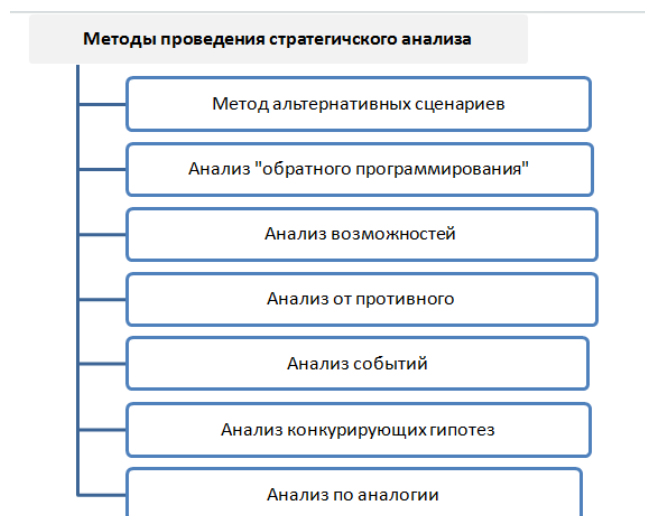 Методы проведения стратегичского анализа
Метод альтернативных сценариев
Анализ "обратного программирования"
Анализ возможностей
Анализ от противного
Анализ событий
Анализ конкурирующих гипотез
Анализ по аналогии